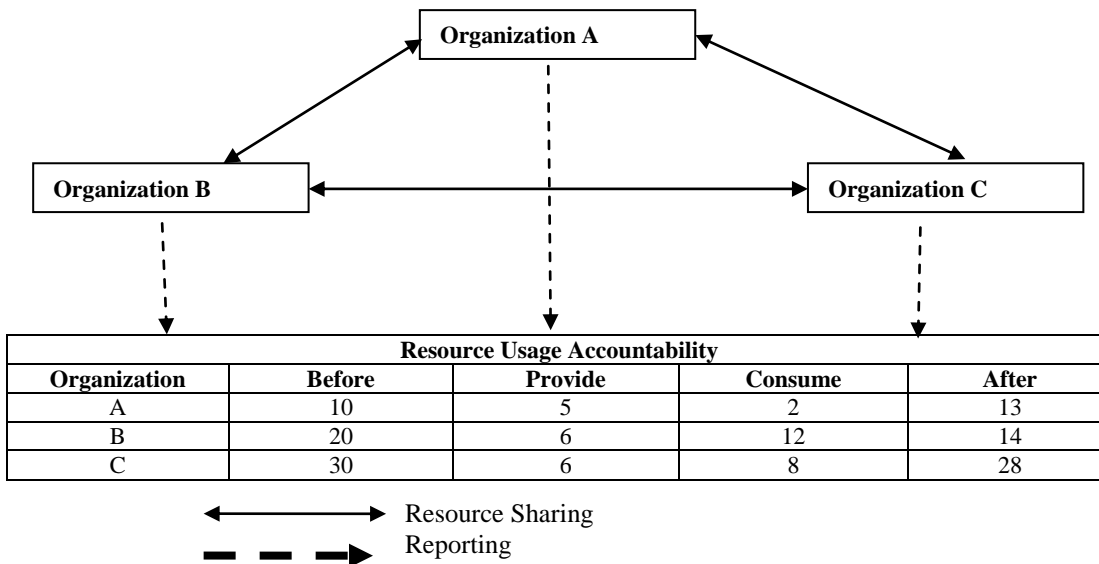 Organization A
Organization B
Organization C
Resource Usage Accountability
Organization Before Provide Consume After
A 10 5 2 13
B 20 6 12 14
C 30 6 8 28
Resource Sharing
Reporting